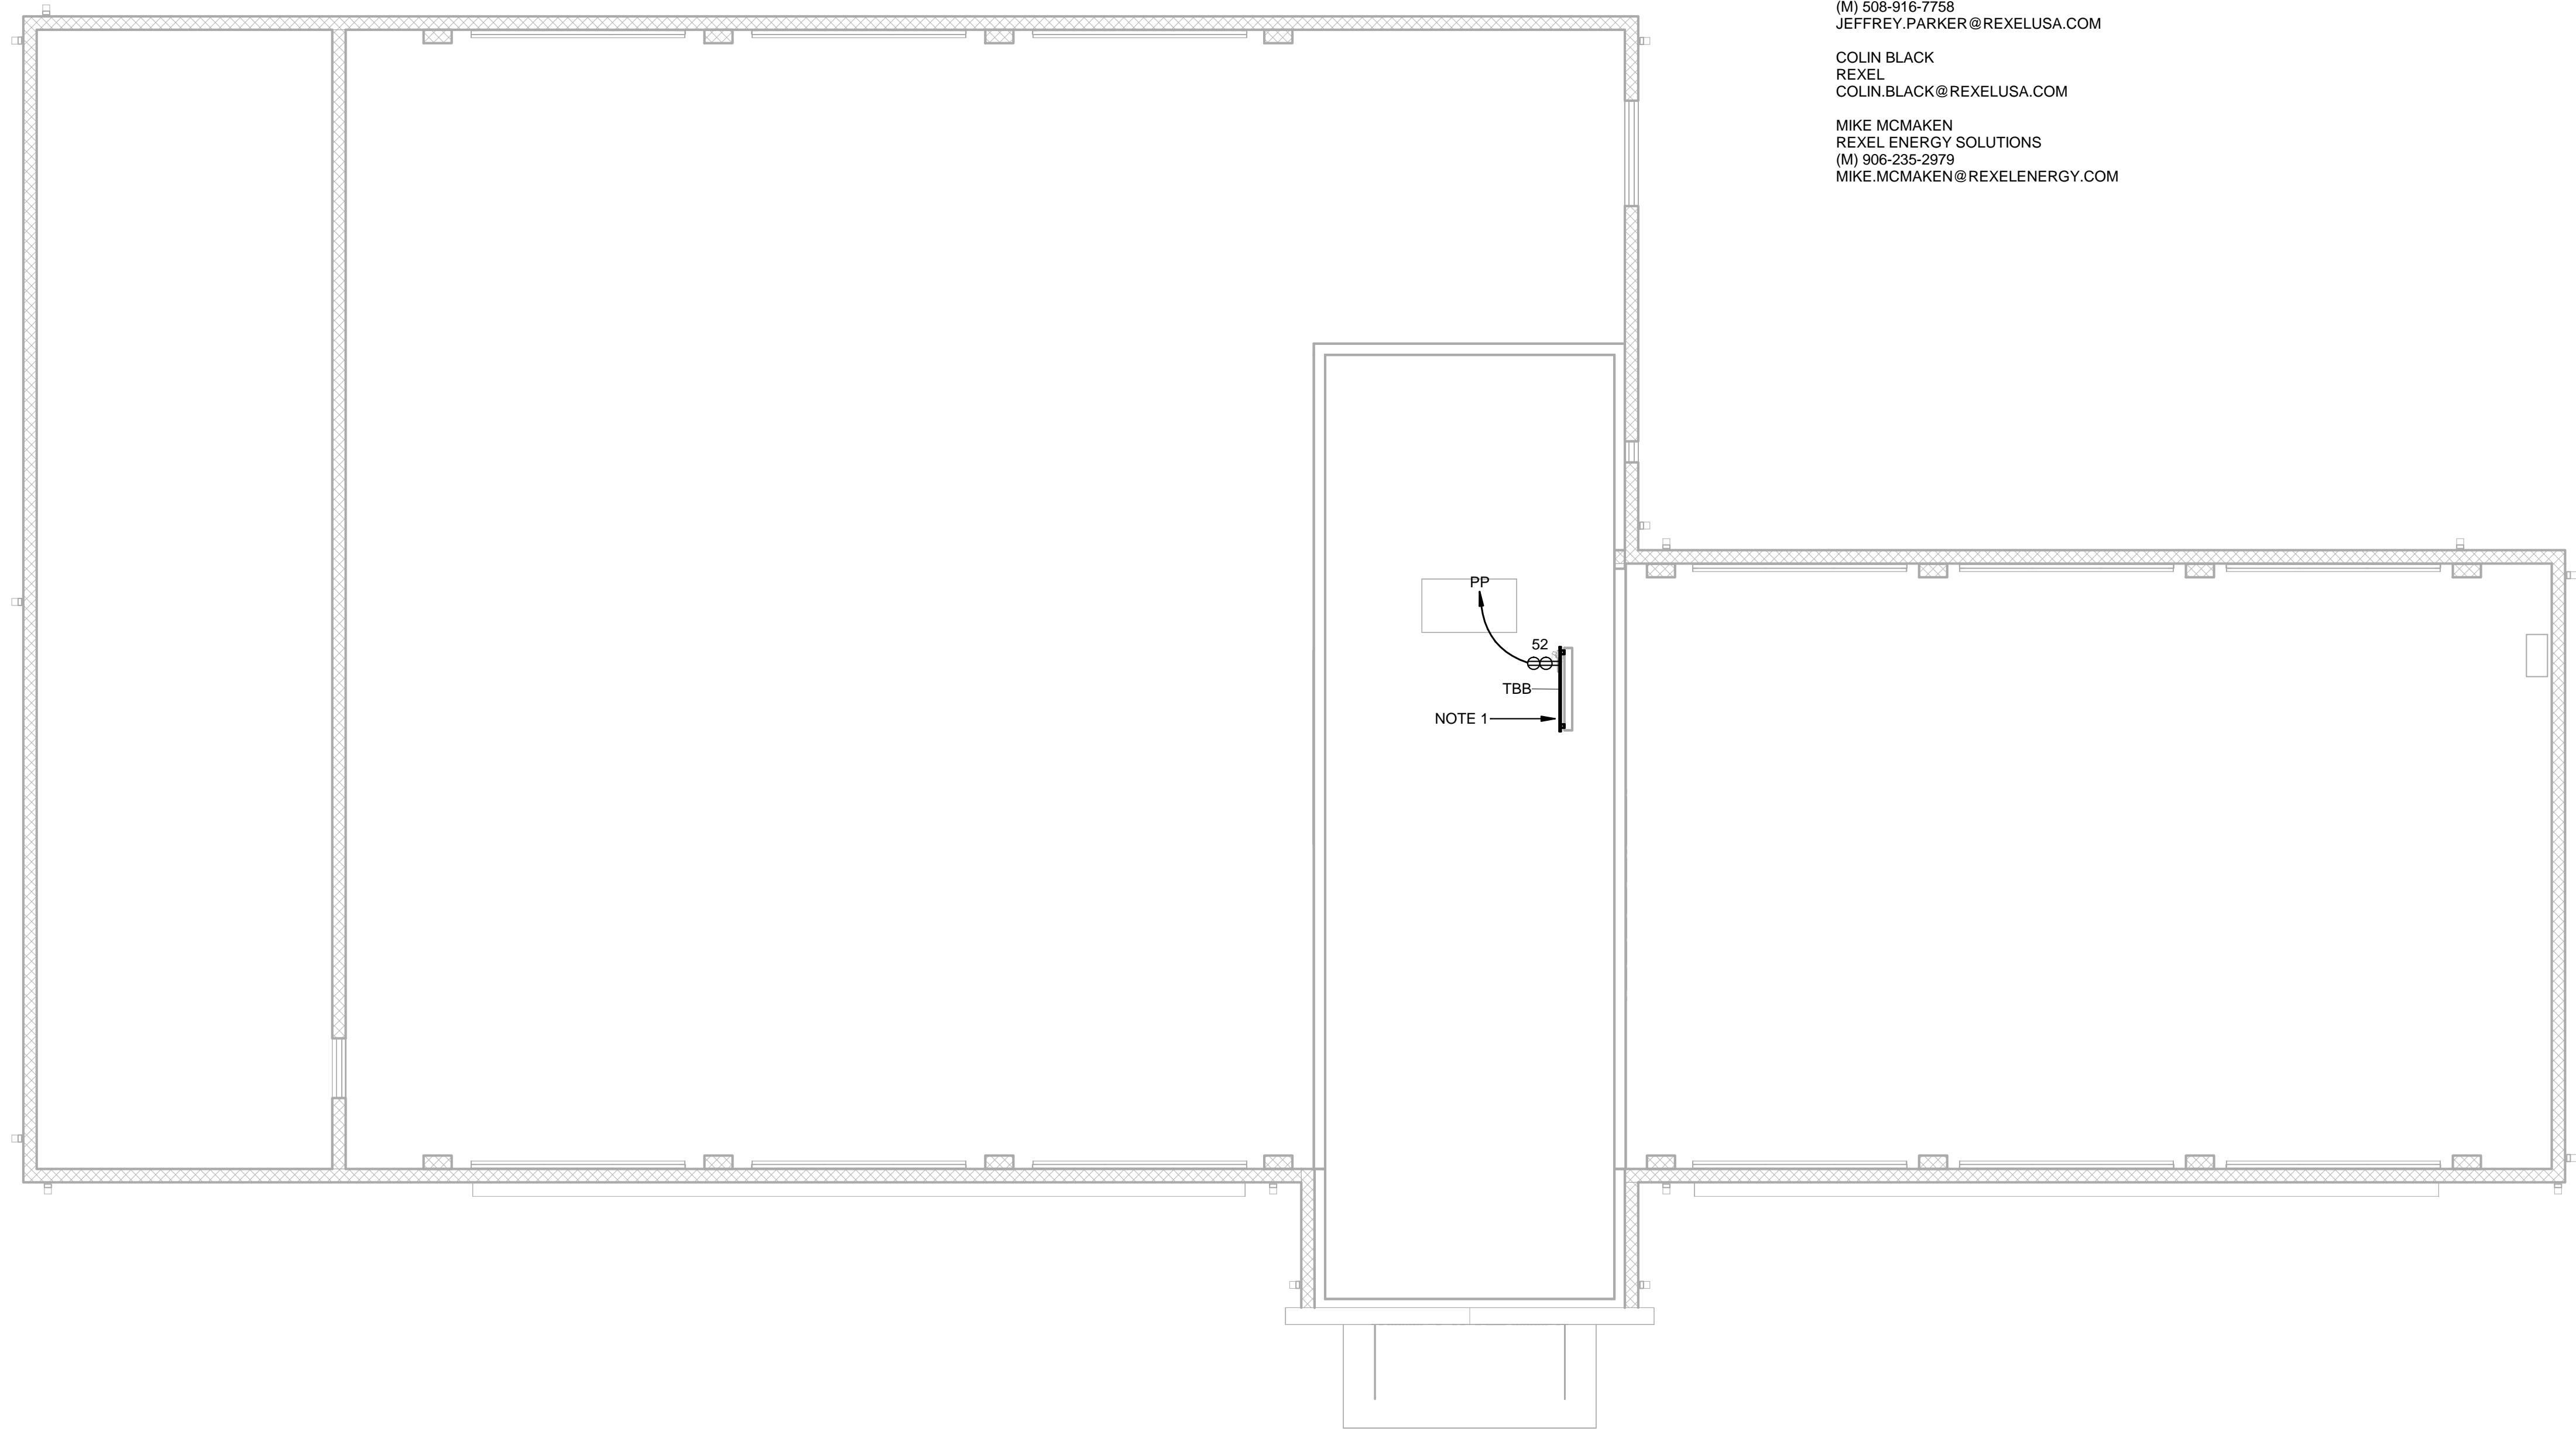 (M) 508-916-7758
JEFFREY.PARKER@REXELUSA.COM
COLIN BLACK
REXEL
COLIN.BLACK@REXELUSA.COM
MIKE MCMAKEN
REXEL ENERGY SOLUTIONS
(M) 906-235-2979
MIKE.MCMAKEN@REXELENERGY.COM
PP
52
TBB
NOTE 1